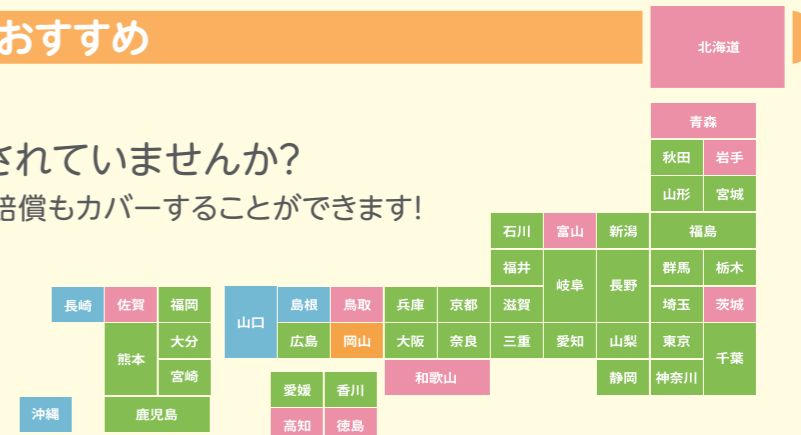 おすすめ
北海道
青森
されていませんか?
秋田 岩手
賠償もカバーすることができます!
山形 宮城
石川 富山 新潟 福島
福井 岐阜 長野 群馬 栃木
長崎 佐賀 福岡 山口 島根 鳥取 兵庫 京都 滋賀 埼玉 茨城
熊本 大分 広島 岡山 大阪 奈良 三重 愛知 山梨 東京 千葉
宮崎 愛媛 香川 和歌山 静岡 神奈川
沖縄 鹿児島 高知 徳島